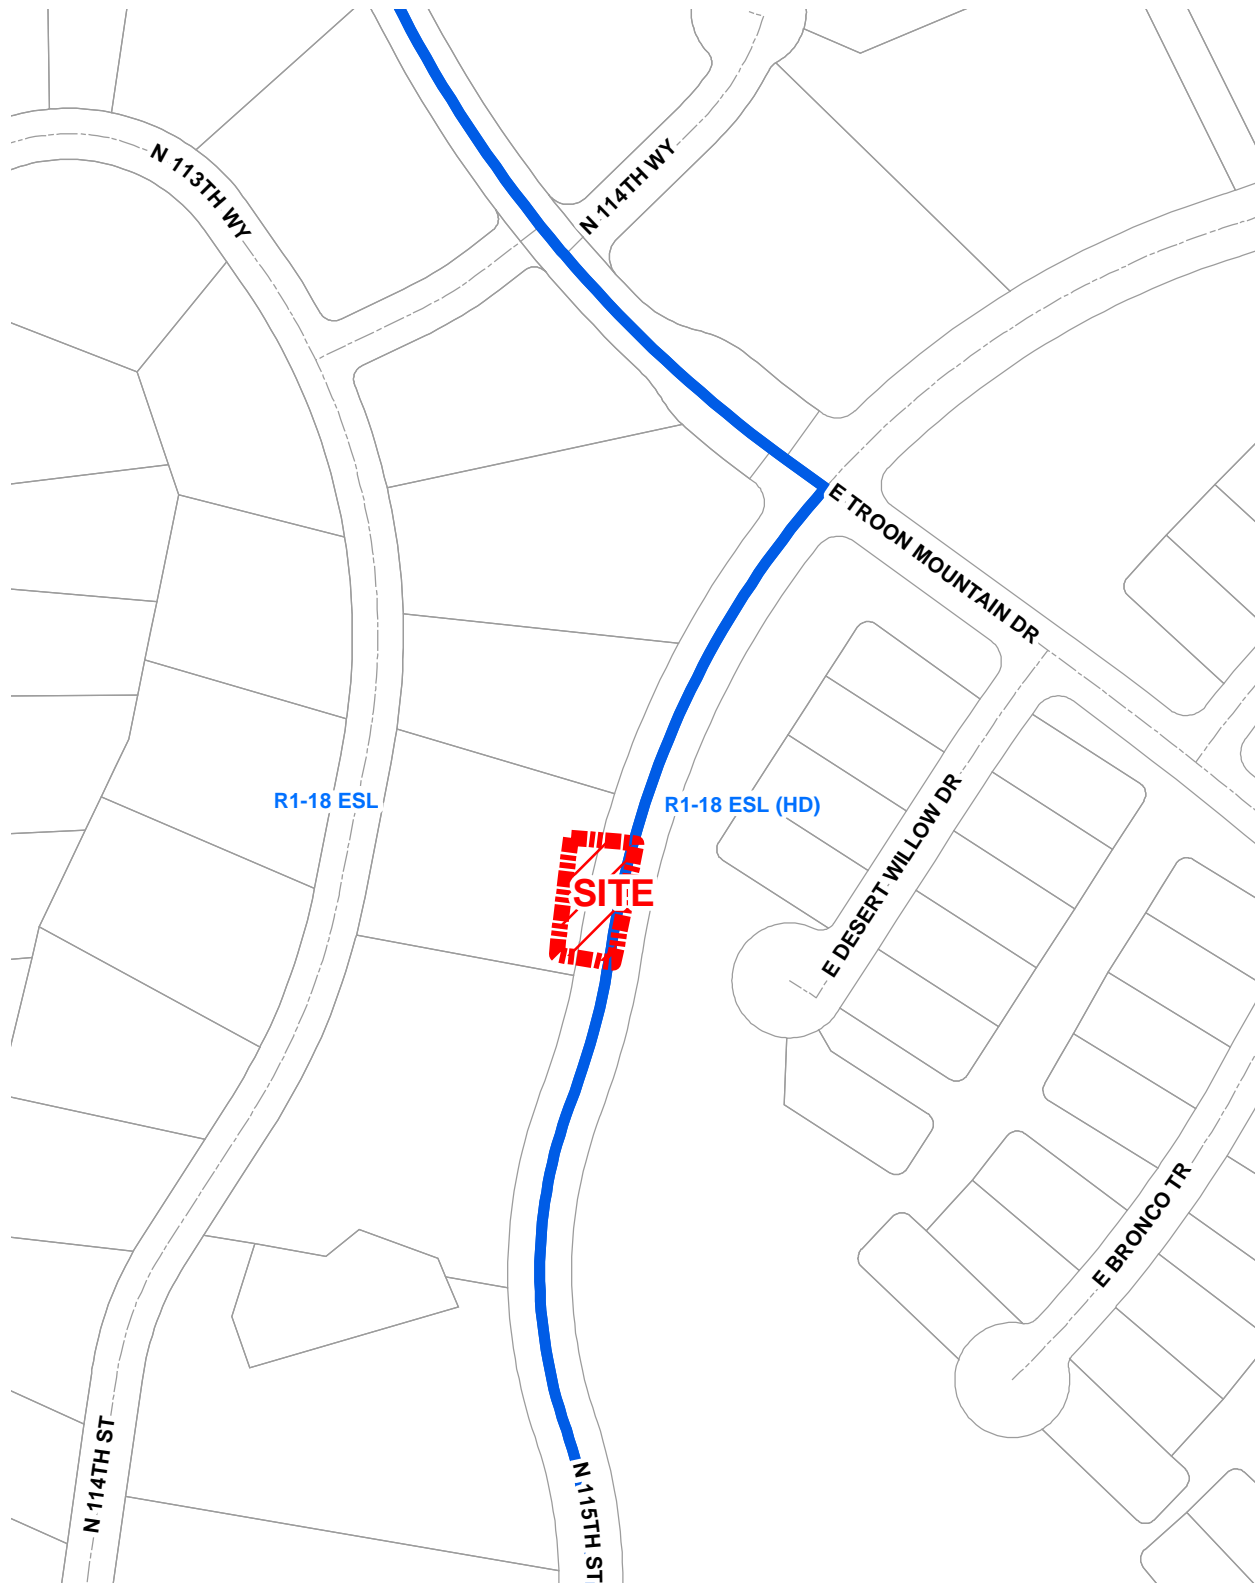 N 113TH WY
N 114TH WY
E TROON MOUNTAIN DR
R1-18 ESL
R1-18 ESL (HD)
SITE
E DESERT WILLOW DR
E BRONCO TR
N 114TH ST
N 115TH ST